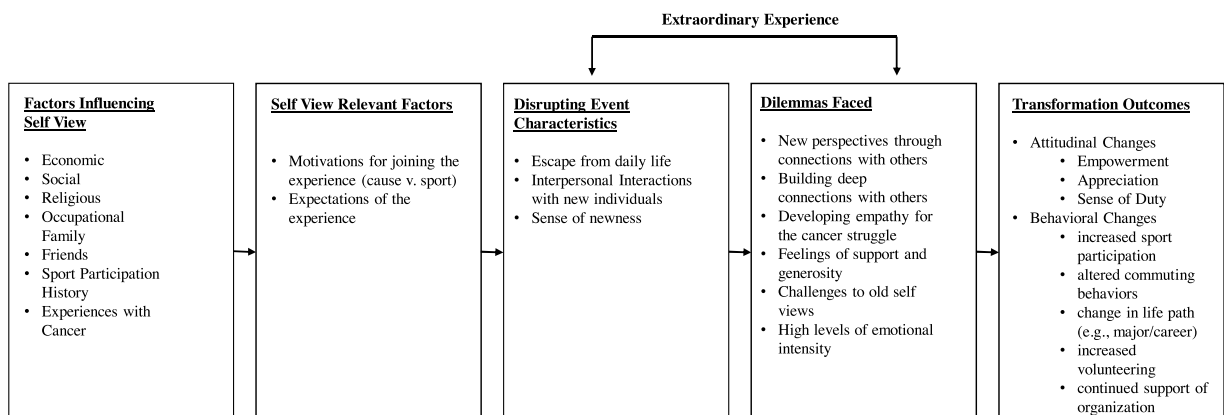 Extraordinary Experience
Factors Influencing
Self View
• Economic
• Social
• Religious
• Occupational
Family
• Friends
• Sport Participation
History
• Experiences with
Cancer
Self View Relevant Factors
• Motivations for joining the
experience (cause v. sport)
• Expectations of the
experience
Disrupting Event
Characteristics
• Escape from daily life
• Interpersonal Interactions
with new individuals
• Sense of newness
Dilemmas Faced
• New perspectives through
connections with others
• Building deep
connections with others
• Developing empathy for
the cancer struggle
• Feelings of support and
generosity
• Challenges to old self
views
• High levels of emotional
intensity
Transformation Outcomes
• Attitudinal Changes
• Empowerment
• Appreciation
• Sense of Duty
• Behavioral Changes
• increased sport
participation
• altered commuting
behaviors
• change in life path
(e.g., major/career)
• increased
volunteering
• continued support of
organization